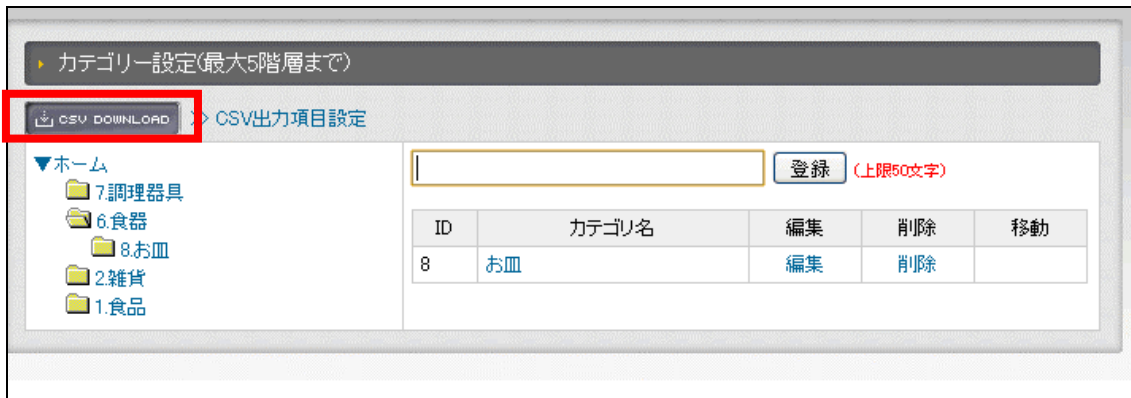 カテゴリー設定(最大5階層まで)
CSV DOWNLOAD >> CSV出力項目設定
▼ホーム
7.調理器具
6.食器
8.お皿
2.雑貨
1.食品
登録 (上限50文字)
ID カテゴリ名 編集 削除 移動
8 お皿 編集 削除